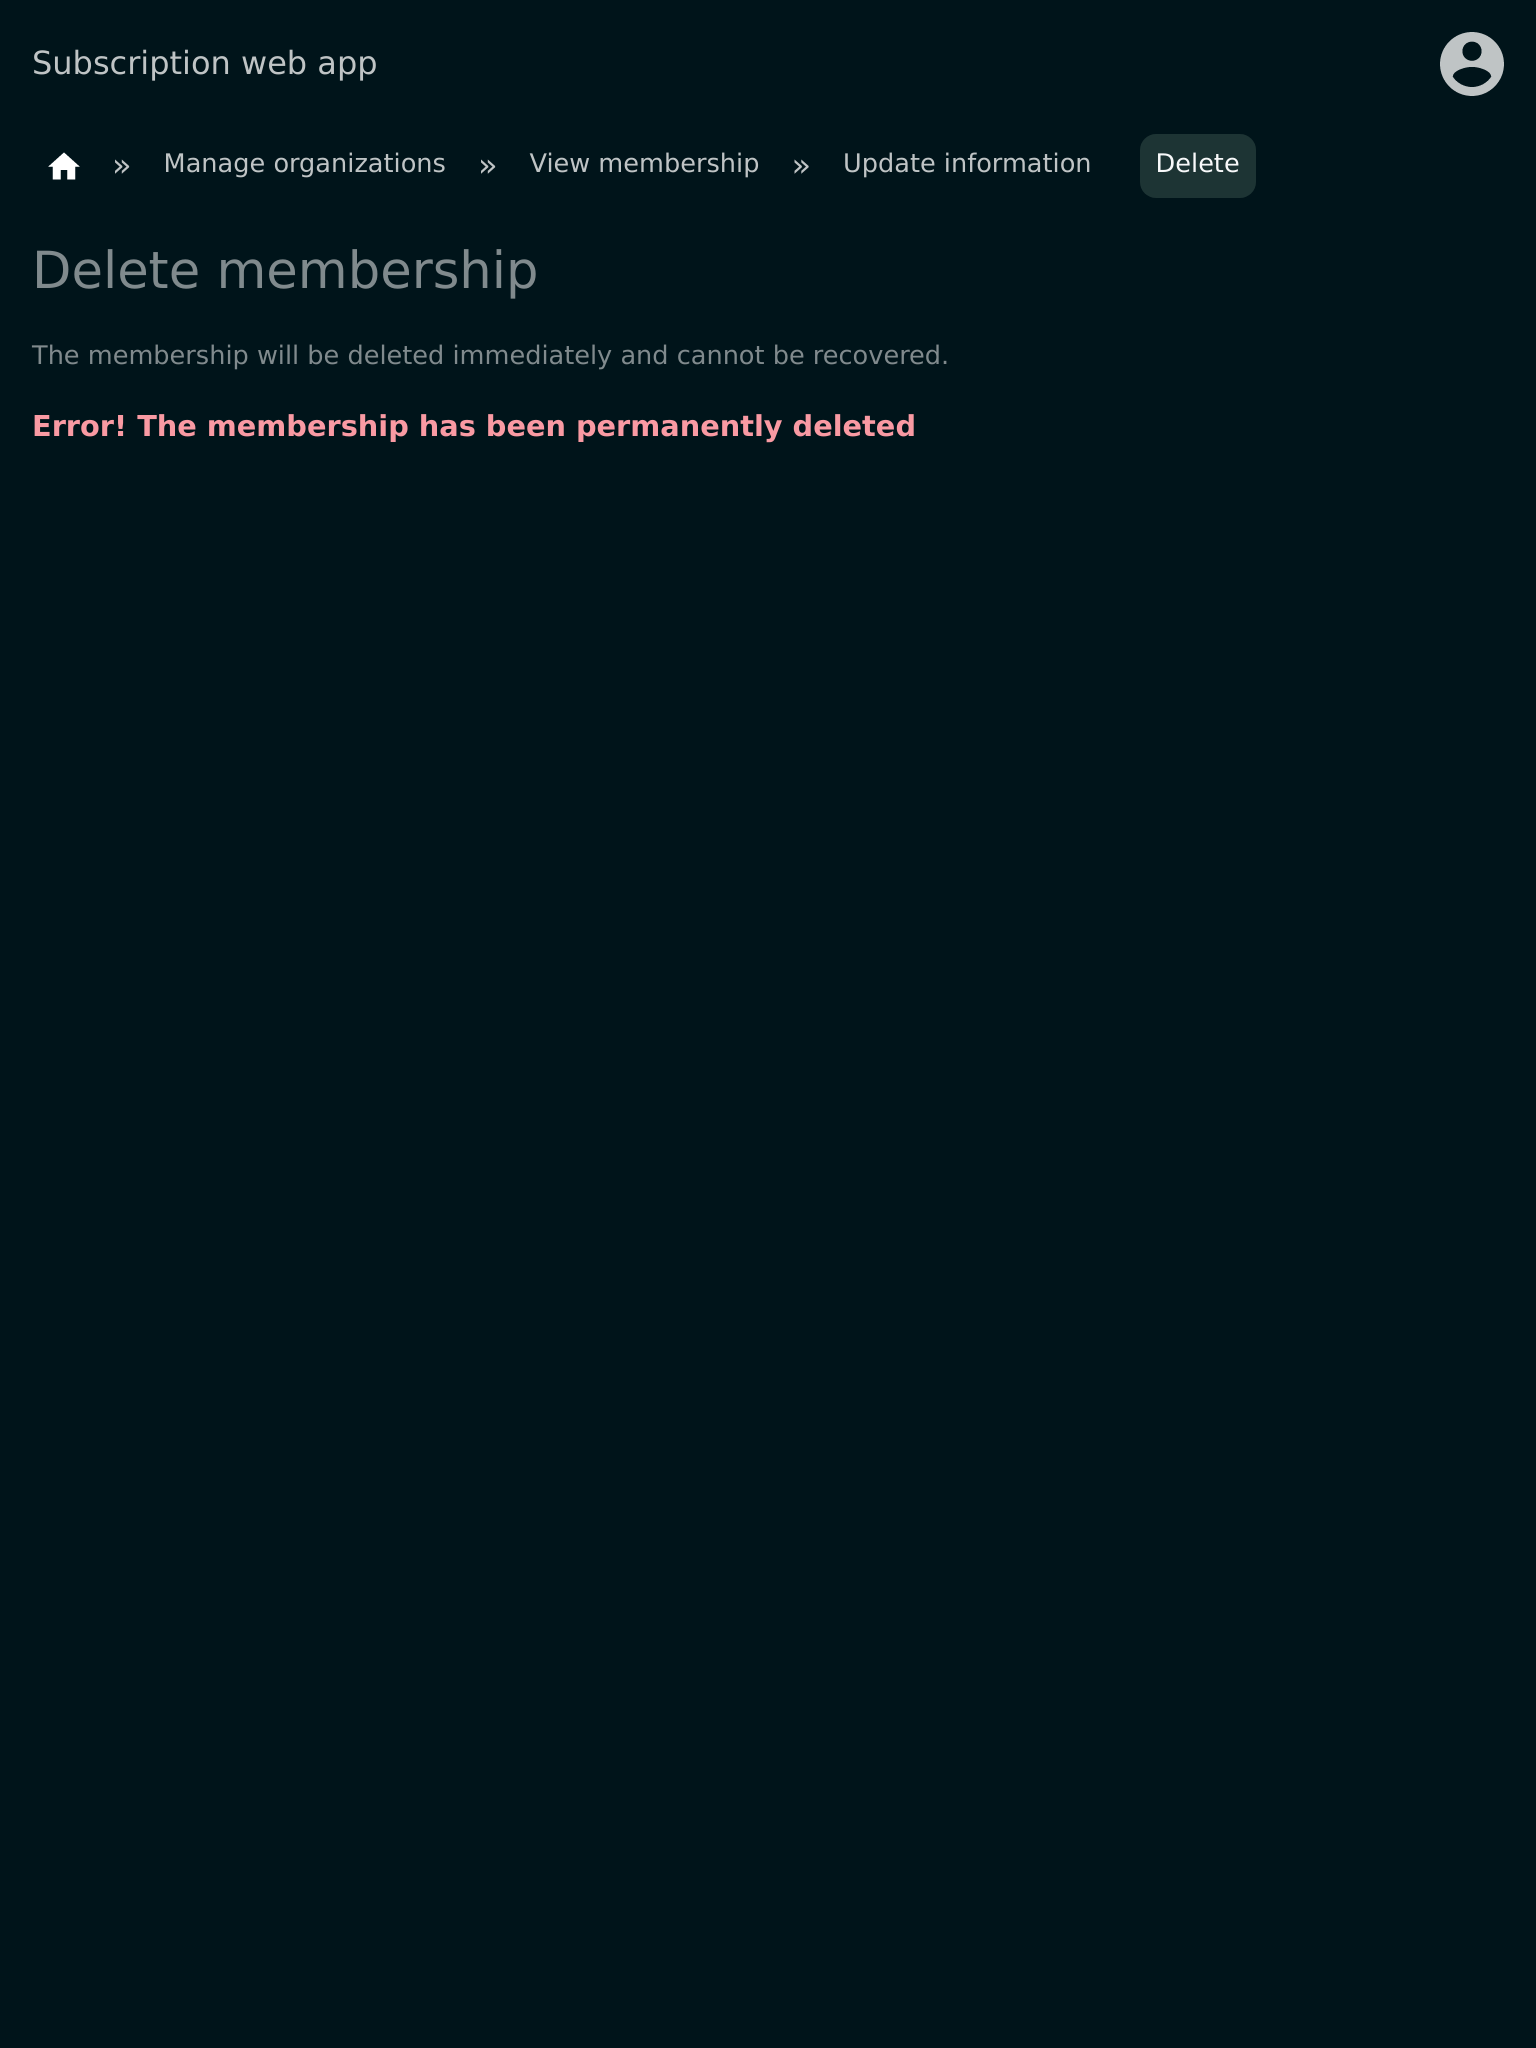 Subscription web app
» Manage organizations » View membership » Update information Delete
Delete membership
The membership will be deleted immediately and cannot be recovered.
Error! The membership has been permanently deleted